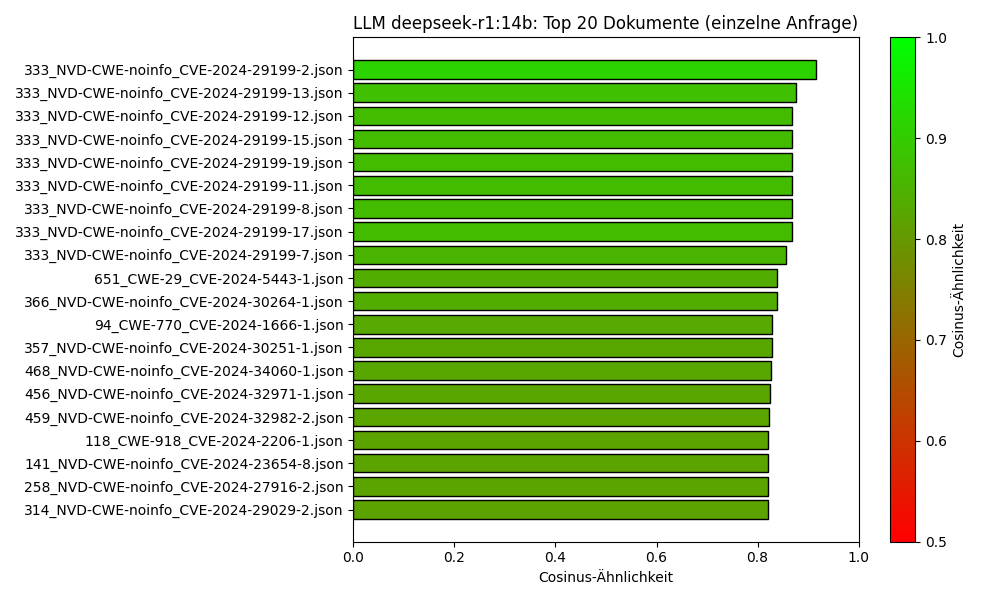 LLM deepseek-r1:14b: Top 20 Dokumente (einzelne Anfrage)
333_NVD-CWE-noinfo_CVE-2024-29199-2.json
333_NVD-CWE-noinfo_CVE-2024-29199-13.json
333_NVD-CWE-noinfo_CVE-2024-29199-12.json
333_NVD-CWE-noinfo_CVE-2024-29199-15.json
333_NVD-CWE-noinfo_CVE-2024-29199-19.json
333_NVD-CWE-noinfo_CVE-2024-29199-11.json
333_NVD-CWE-noinfo_CVE-2024-29199-8.json
333_NVD-CWE-noinfo_CVE-2024-29199-17.json
333_NVD-CWE-noinfo_CVE-2024-29199-7.json
651_CWE-29_CVE-2024-5443-1.json
366_NVD-CWE-noinfo_CVE-2024-30264-1.json
94_CWE-770_CVE-2024-1666-1.json
357_NVD-CWE-noinfo_CVE-2024-30251-1.json
468_NVD-CWE-noinfo_CVE-2024-34060-1.json
456_NVD-CWE-noinfo_CVE-2024-32971-1.json
459_NVD-CWE-noinfo_CVE-2024-32982-2.json
118_CWE-918_CVE-2024-2206-1.json
141_NVD-CWE-noinfo_CVE-2024-23654-8.json
258_NVD-CWE-noinfo_CVE-2024-27916-2.json
314_NVD-CWE-noinfo_CVE-2024-29029-2.json
0.0 0.2 0.4 0.6 0.8 1.0
Cosinus-Ähnlichkeit
1.0
0.9
0.8
0.7
0.6
0.5
Cosinus-Ähnlichkeit